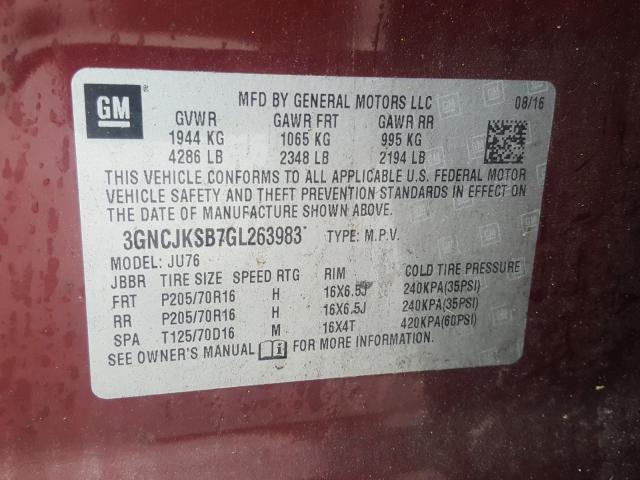 GM
MFD BY GENERAL MOTORS LLC 08/16
GVWR GAWR FRT GAWR RR
1944 KG 1065 KG 995 KG
4286 LB 2348 LB 2194 LB
THIS VEHICLE CONFORMS TO ALL APPLICABLE U.S. FEDERAL MOTOR
VEHICLE SAFETY AND THEFT PREVENTION STANDARDS IN EFFECT ON
THE DATE OF MANUFACTURE SHOWN ABOVE.
3GNCJKSB7GL263983 TYPE: M.P.V.
MODEL: JU76
JBBR TIRE SIZE SPEED RTG RIM COLD TIRE PRESSURE
FRT P205/70R16 H 16X6.5J 240KPA(35PSI)
RR P205/70R16 H 16X6.5J 240KPA(35PSI)
SPA T125/70D16 M 16X4T 420KPA(60PSI)
SEE OWNER'S MANUAL FOR MORE INFORMATION.